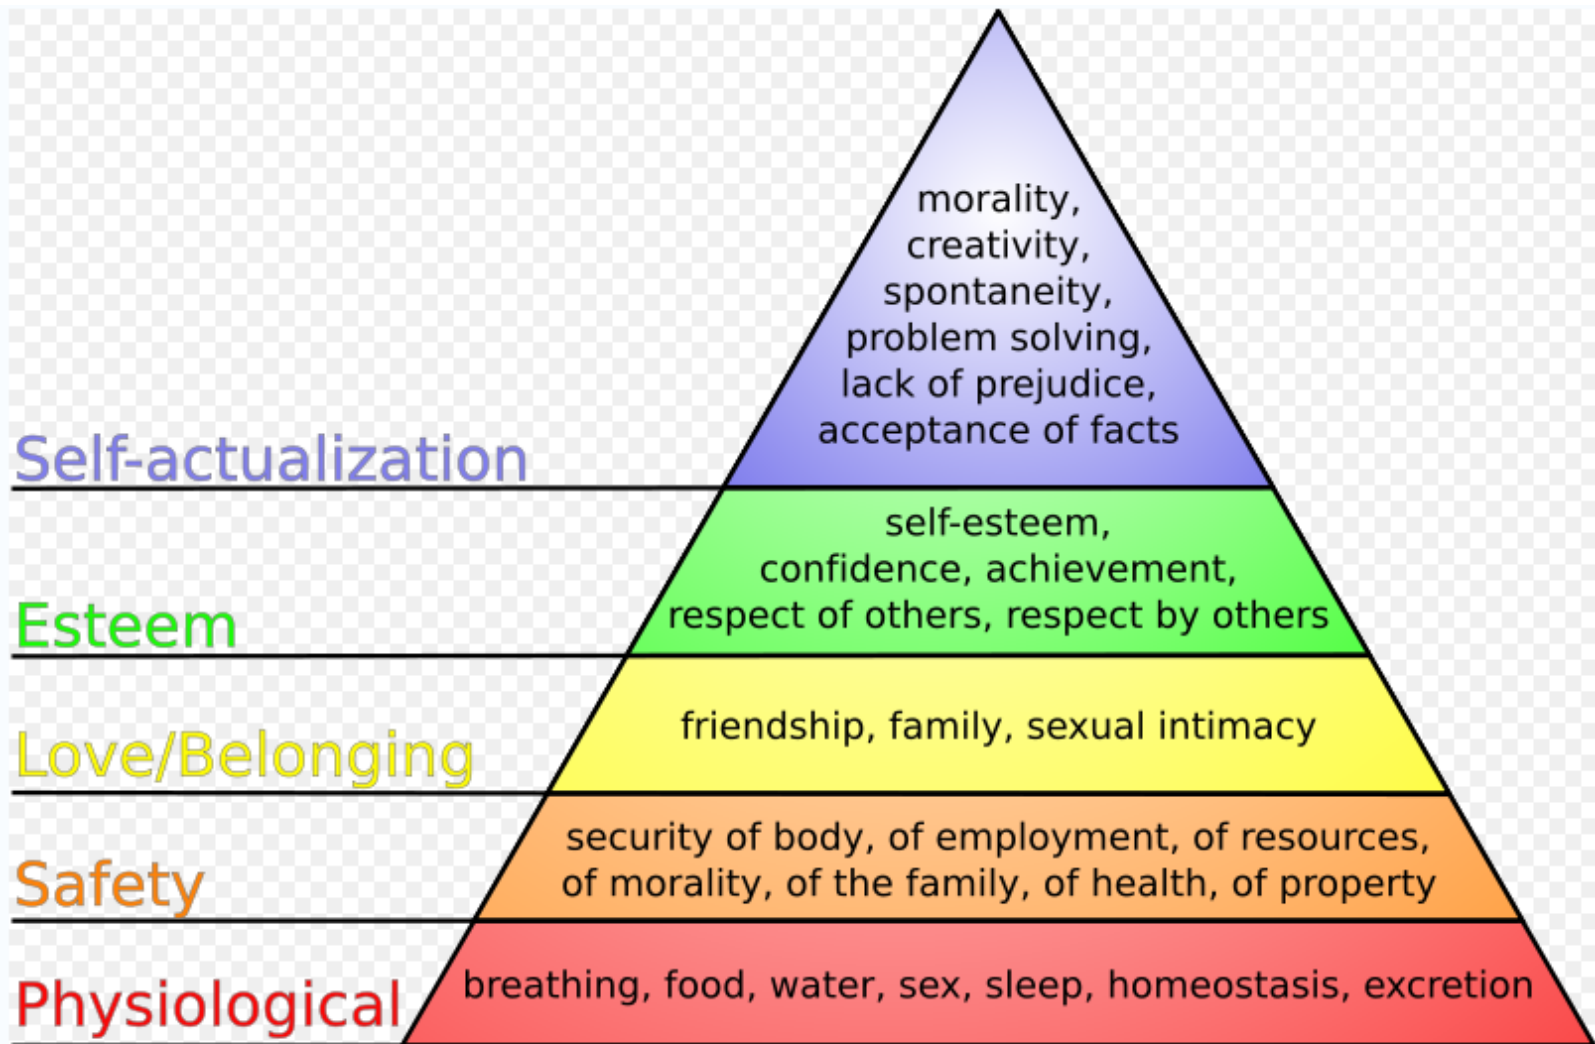 morality,
creativity,
spontaneity,
problem solving,
lack of prejudice,
acceptance of facts
Self-actualization
self-esteem,
confidence, achievement,
respect of others, respect by others
Esteem
friendship, family, sexual intimacy
Love/Belonging
security of body, of employment, of resources,
of morality, of the family, of health, of property
Safety
breathing, food, water, sex, sleep, homeostasis, excretion
Physiological